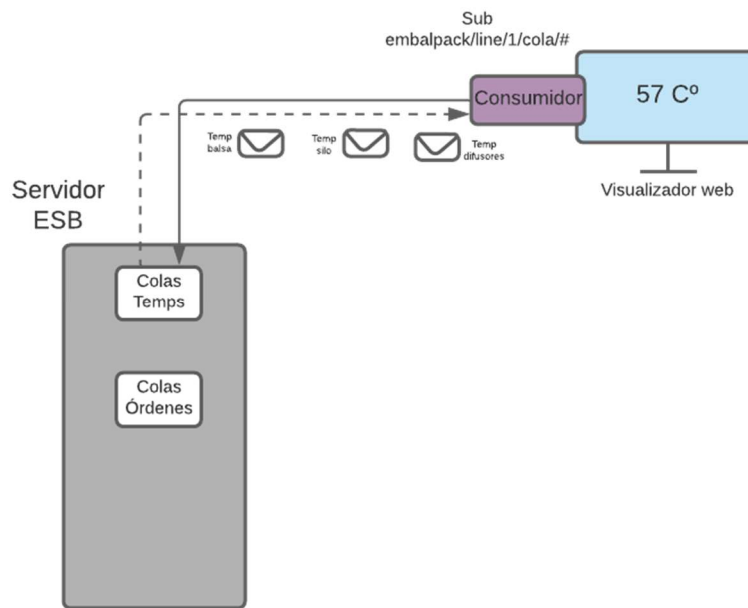 Sub
embalpack/line/1/cola/#
Consumidor
57 Cº
Temp
balsa
Temp
silo
Temp
difusores
Visualizador web
Servidor
ESB
Colas
Temps
Colas
Órdenes